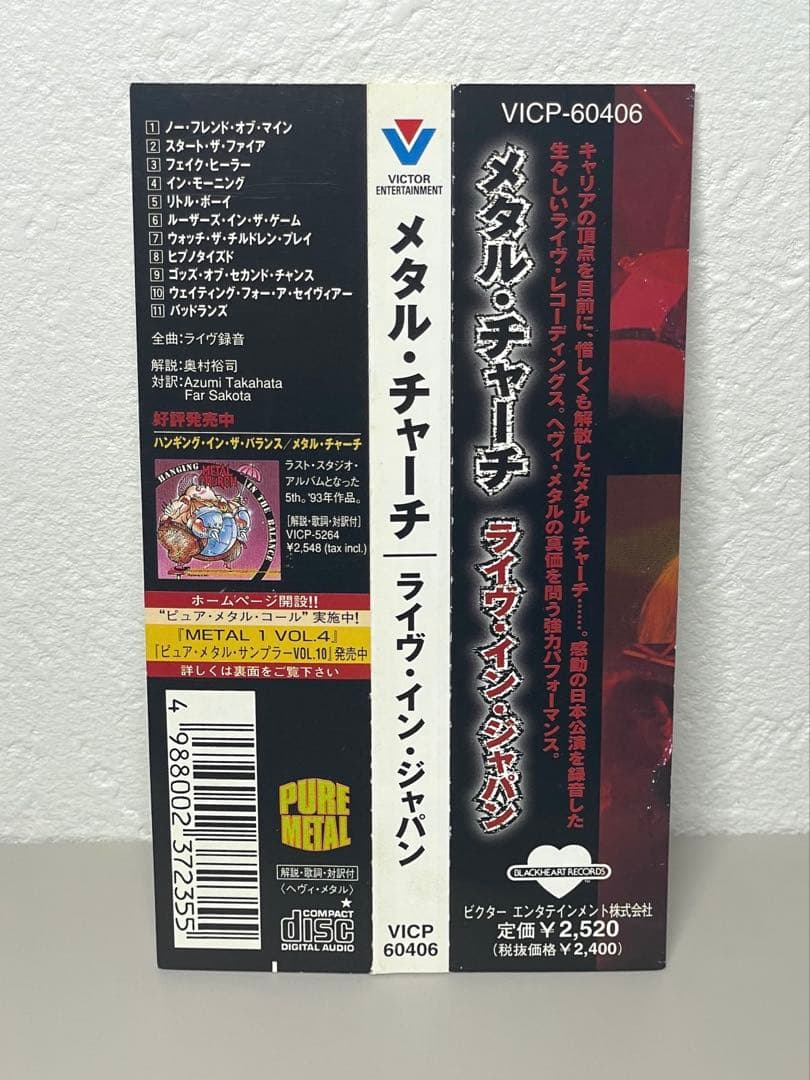 1 ノー・フレンド・オブ・マイン
2 スタート・ザ・ファイア
3 フェイク・ヒーラー
4 イン・モーニング
5 リトル・ボーイ
6 ルーザーズ・イン・ザ・ゲーム
7 ウォッチ・ザ・チルドレン・プレイ
8 ヒプノタイズド
9 ゴッズ・オブ・セカンド・チャンス
10 ウェイティング・フォー・ア・セイヴィアー
11 バッドランズ
全曲:ライヴ録音
解説:奥村裕司
対訳:Azumi Takahata
Far Sakota
好評発売中
ハンギング・イン・ザ・バランス/メタル・チャーチ
HANGING
METAL CHURCH
IN THE BALANCE
ラスト・スタジオ・
アルバムとなった
5th。'93年作品。
[解説・歌詞・対訳付]
VICP-5264
¥2,548 (tax incl.)
ホームページ開設!!
"ピュア・メタル・コール"実施中!
『METAL 1 VOL.4』
『ピュア・メタル・サンプラーVOL.10』発売中
詳しくは裏面をご覧下さい
4 988002 372355
PURE
METAL
解説・歌詞・対訳付
〈ヘヴィ・メタル〉
★
COMPACT
disc
DIGITAL AUDIO
VICTOR
ENTERTAINMENT
メタル・チャーチ
ライヴ・イン・ジャパン
VICP
60406
VICP-60406
キャリアの頂点を目前に、惜しくも解散したメタル・チャーチ……。感動の日本公演を録音した
生々しいライヴ・レコーディングス。ヘヴィ・メタルの真価を問う強力パフォーマンス。
メタル・チャーチ ライヴ・イン・ジャパン
BLACKHEART RECORDS
ビクター エンタテインメント株式会社
定価¥2,520
(税抜価格¥2,400)